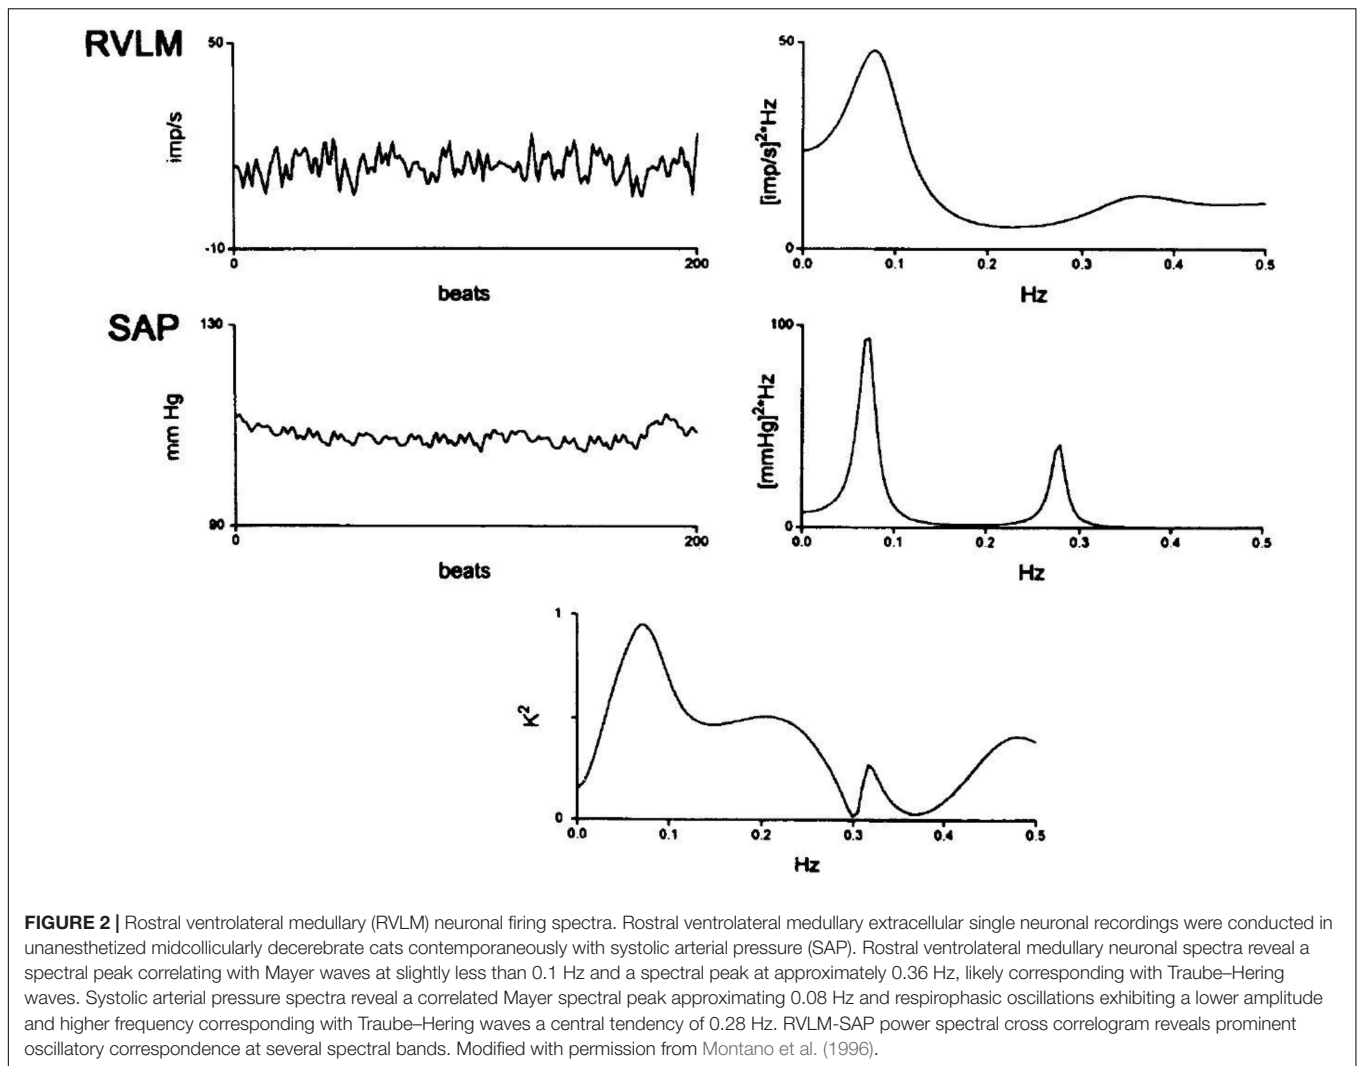 RVLM
50
imp/s
-10
0
200
beats
50
[imp/s]²*Hz
0
0.0 0.1 0.2 0.3 0.4 0.5
Hz
SAP
130
mm Hg
90
0
200
beats
100
[mmHg]²*Hz
0
0.0 0.1 0.2 0.3 0.4 0.5
Hz
1
K²
0
0.0 0.1 0.2 0.3 0.4 0.5
Hz
FIGURE 2 | Rostral ventrolateral medullary (RVLM) neuronal firing spectra. Rostral ventrolateral medullary extracellular single neuronal recordings were conducted in
unanesthetized midcollicularly decerebrate cats contemporaneously with systolic arterial pressure (SAP). Rostral ventrolateral medullary neuronal spectra reveal a
spectral peak correlating with Mayer waves at slightly less than 0.1 Hz and a spectral peak at approximately 0.36 Hz, likely corresponding with Traube–Hering
waves. Systolic arterial pressure spectra reveal a correlated Mayer spectral peak approximating 0.08 Hz and respirophasic oscillations exhibiting a lower amplitude
and higher frequency corresponding with Traube–Hering waves a central tendency of 0.28 Hz. RVLM-SAP power spectral cross correlogram reveals prominent
oscillatory correspondence at several spectral bands. Modified with permission from Montano et al. (1996).